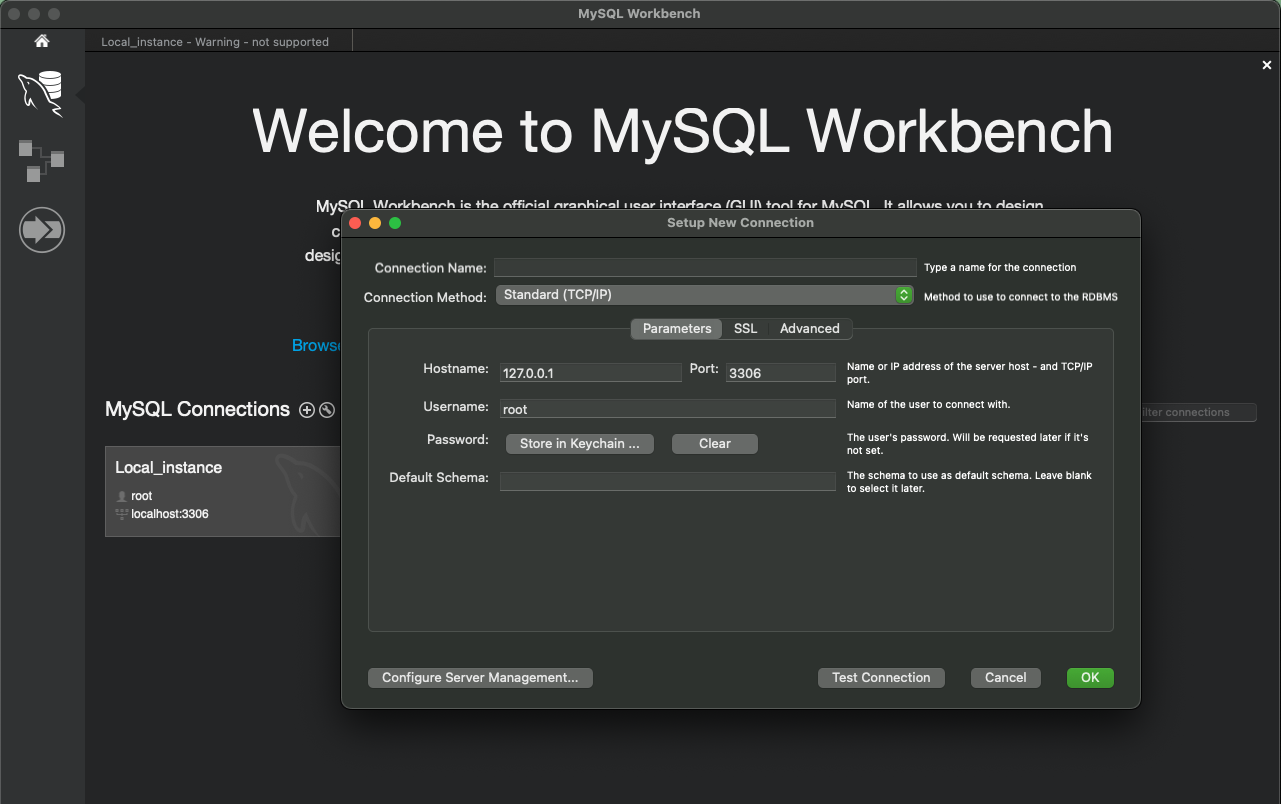 MySQL Workbench
Local_instance - Warning - not supported
Welcome to MySQL Workbench
MySQL Workbench is the official graphical user interface (GUI) tool for MySQL. It allows you to design,
Setup New Connection
Connection Name:
Type a name for the connection
Connection Method: Standard (TCP/IP)
Method to use to connect to the RDBMS
Parameters SSL Advanced
Hostname: 127.0.0.1 Port: 3306
Name or IP address of the server host - and TCP/IP
port.
Username: root
Name of the user to connect with.
Password: Store in Keychain ... Clear
The user's password. Will be requested later if it's
not set.
Default Schema:
The schema to use as default schema. Leave blank
to select it later.
Configure Server Management... Test Connection Cancel OK
Browse
MySQL Connections
connections
Local_instance
root
localhost:3306